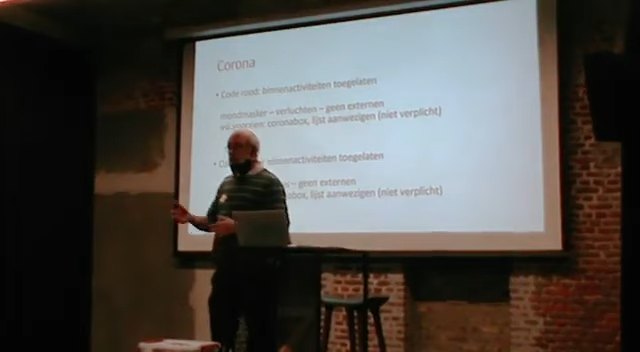 Corona
• Code rood: binnenactiviteiten toegelaten
mondmasker – verluchten – geen externen
voorzien: coronabox, lijst aanwezigen (niet verplicht)
• binnenactiviteiten toegelaten
– geen externen
lijst aanwezigen (niet verplicht)